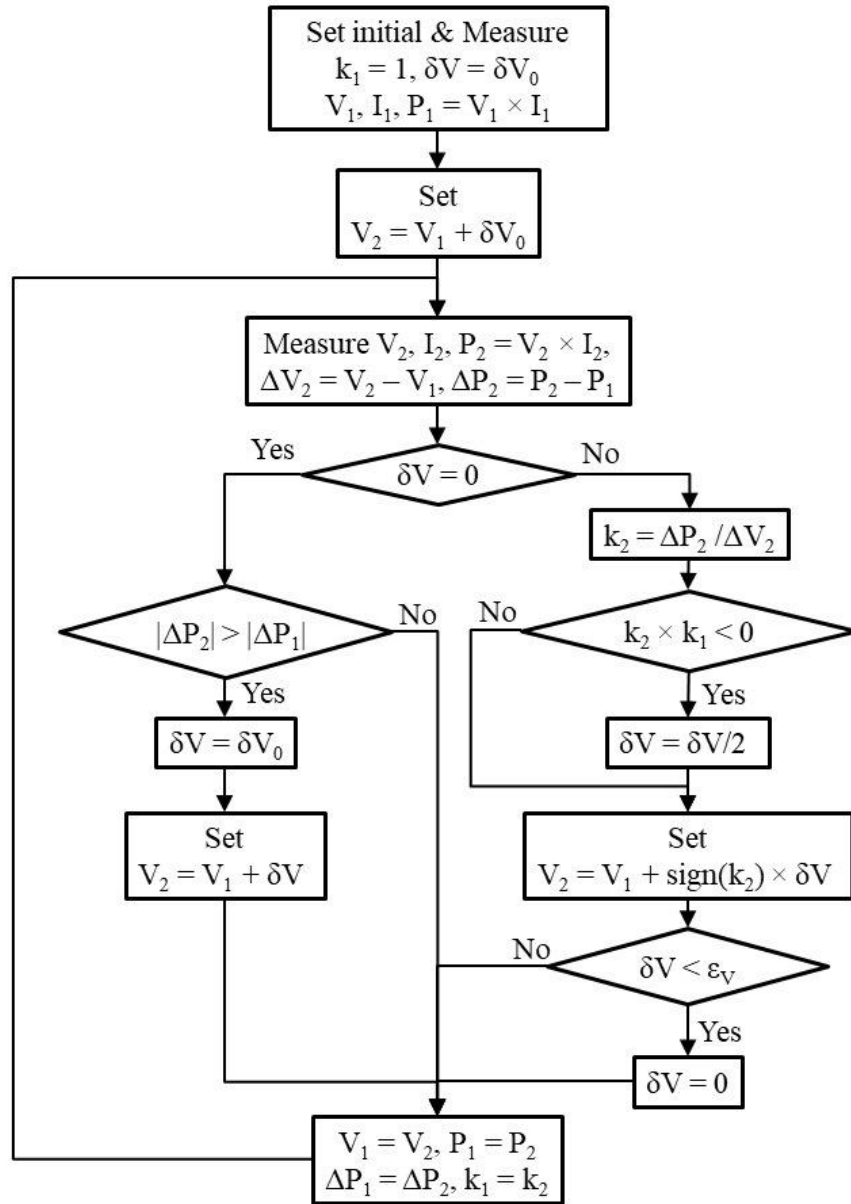 Set initial & Measure
k₁ = 1, δV = δV₀
V₁, I₁, P₁ = V₁ × I₁
Set
V₂ = V₁ + δV₀
Measure V₂, I₂, P₂ = V₂ × I₂,
ΔV₂ = V₂ – V₁, ΔP₂ = P₂ – P₁
Yes
δV = 0
No
k₂ = ΔP₂ /ΔV₂
|ΔP₂| > |ΔP₁|
No
No
k₂ × k₁ < 0
Yes
Yes
δV = δV₀
δV = δV/2
Set
V₂ = V₁ + δV
Set
V₂ = V₁ + sign(k₂) × δV
No
δV < εᵥ
Yes
δV = 0
V₁ = V₂, P₁ = P₂
ΔP₁ = ΔP₂, k₁ = k₂